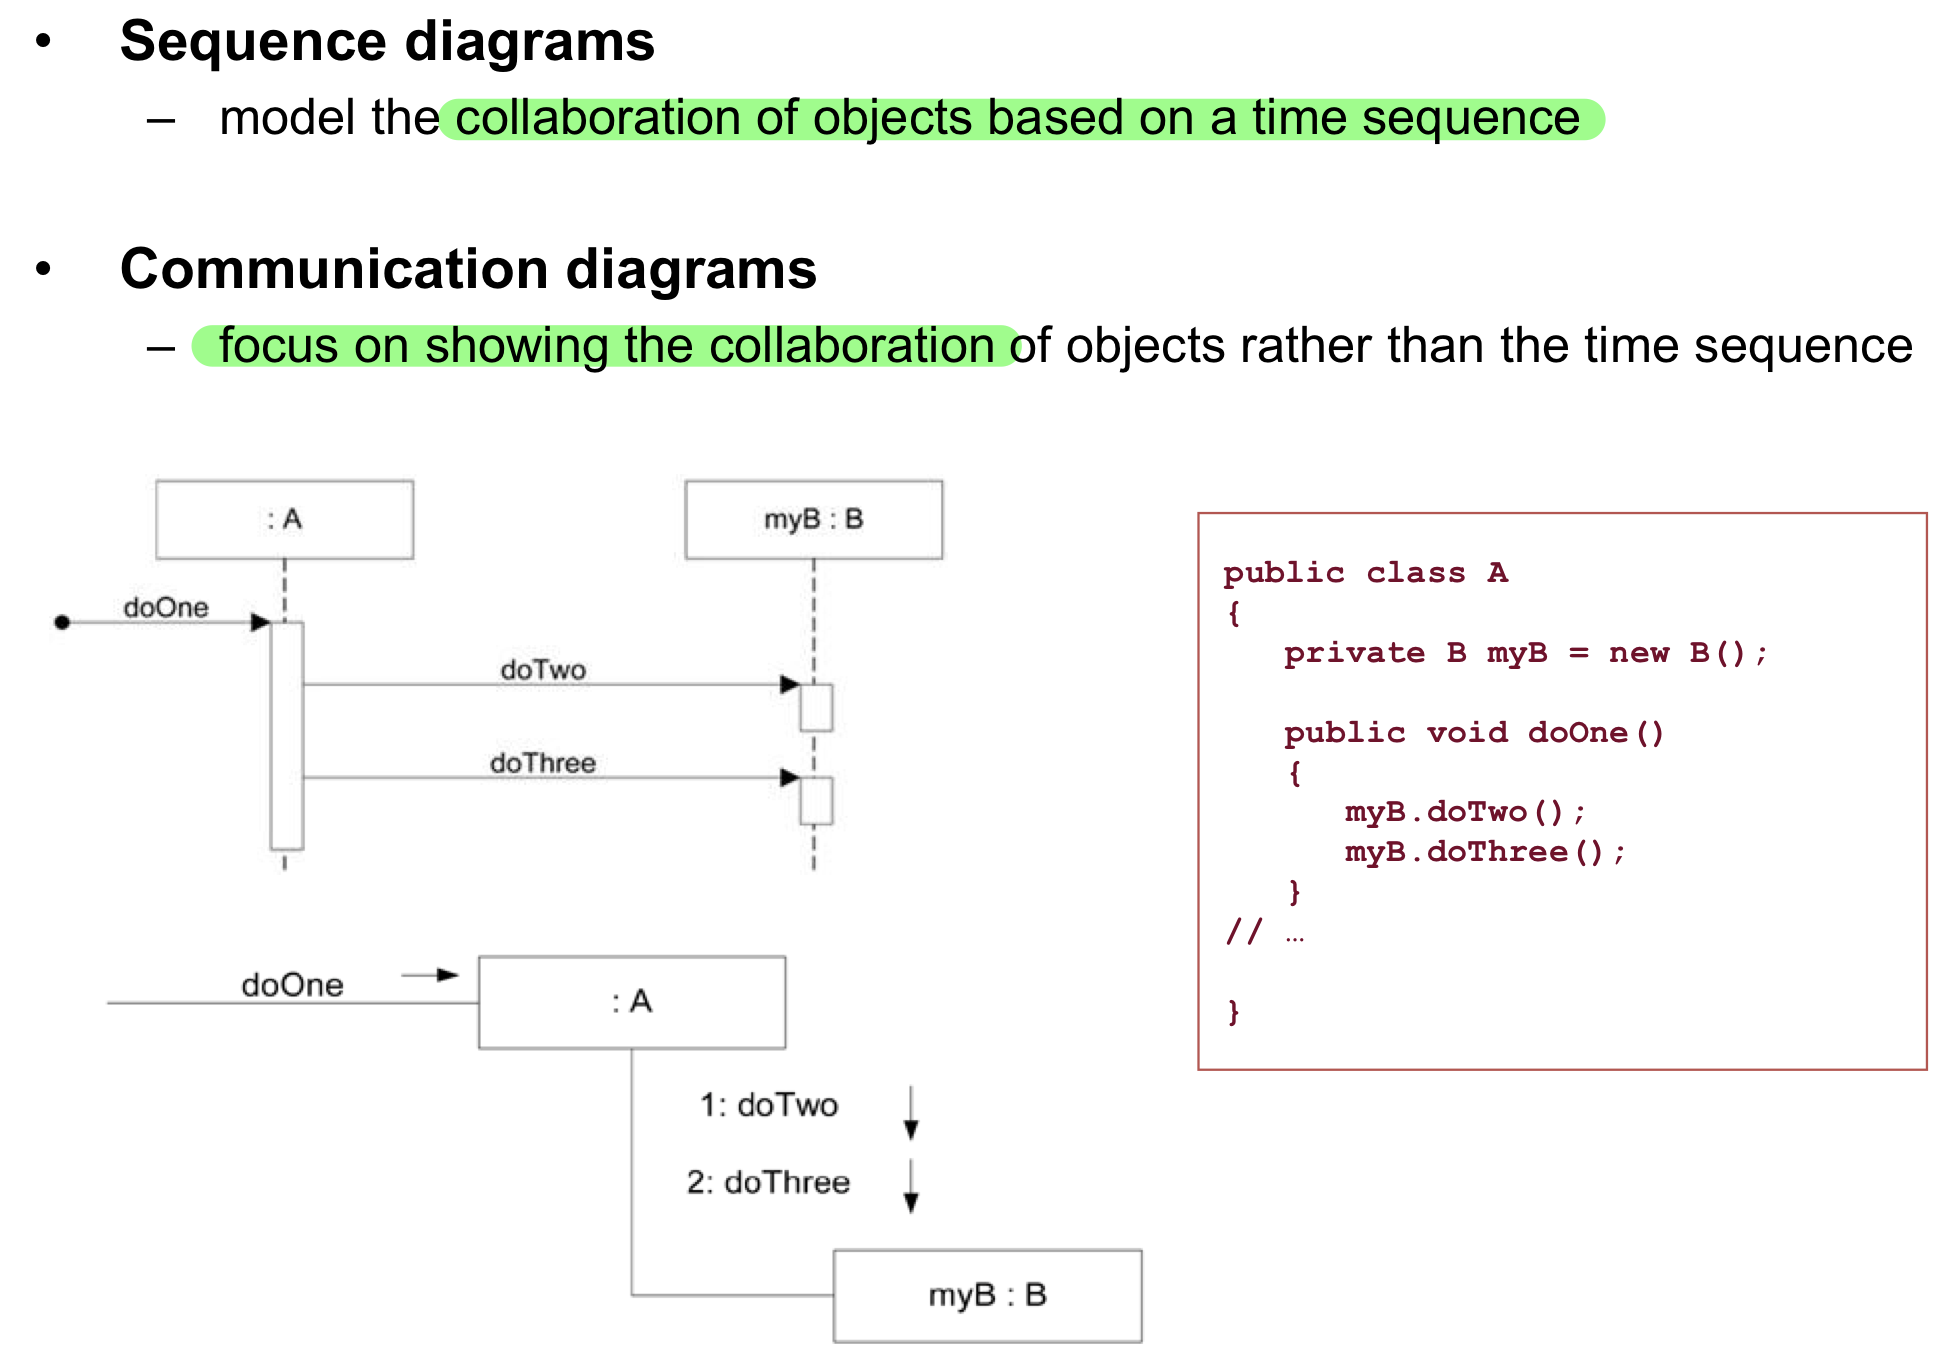 • Sequence diagrams
– model the collaboration of objects based on a time sequence
• Communication diagrams
– focus on showing the collaboration of objects rather than the time sequence
: A
myB : B
doOne
doTwo
doThree
doOne
: A
1: doTwo
2: doThree
myB : B
public class A
{
private B myB = new B();
public void doOne()
{
myB.doTwo();
myB.doThree();
}
// …
}